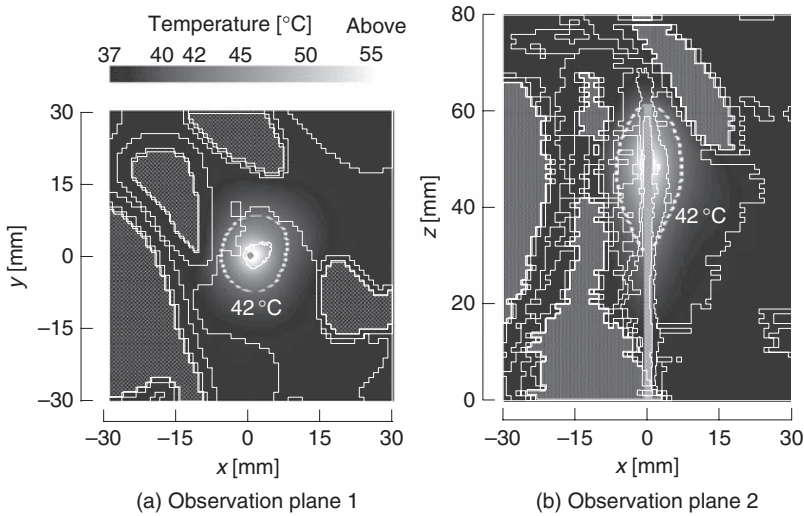 Temperature [°C] Above
37 40 42 45 50 55
30
15
0
−15
−30
y [mm]
42 °C
−30 −15 0 15 30
x [mm]
(a) Observation plane 1
80
60
40
20
0
z [mm]
42 °C
−30 −15 0 15 30
x [mm]
(b) Observation plane 2